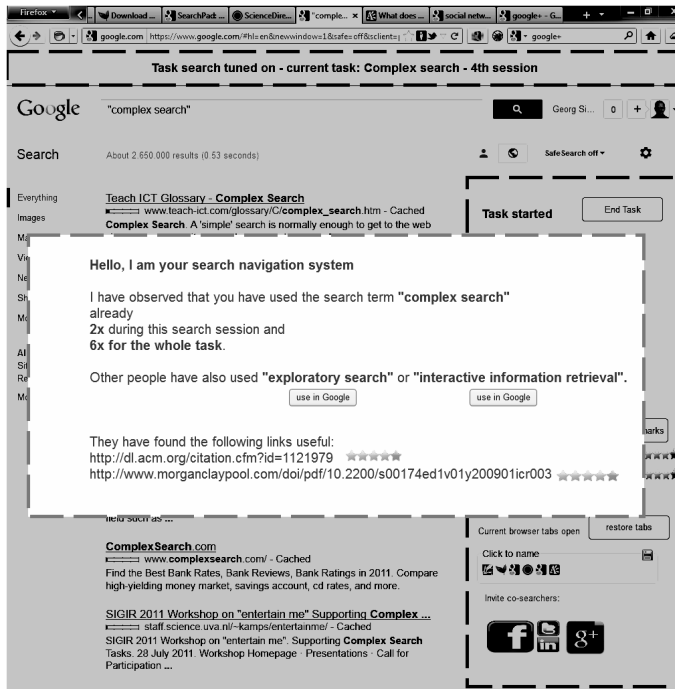 Firefox
Download ...
SearchPad: ...
ScienceDire...
"comple... ×
What does ...
social netw...
google+ - G...
google.com https://www.google.com/#hl=en&newwindow=1&safe=off&sclient=
google+
Task search tuned on - current task: Complex search - 4th session
Google
"complex search"
Georg Si...
0
+
Search
About 2.650.000 results (0.53 seconds)
SafeSearch off
Everything
Images
Teach ICT Glossary - Complex Search
www.teach-ict.com/glossary/C/complex_search.htm - Cached
Complex Search. A 'simple' search is normally enough to get to the web
Task started
End Task
Hello, I am your search navigation system
I have observed that you have used the search term "complex search"
already
2x during this search session and
6x for the whole task.
Other people have also used "exploratory search" or "interactive information retrieval".
use in Google
use in Google
They have found the following links useful:
http://dl.acm.org/citation.cfm?id=1121979
http://www.morganclaypool.com/doi/pdf/10.2200/s00174ed1v01y200901icr003
field such as ...
ComplexSearch.com
www.complexsearch.com/ - Cached
Find the Best Bank Rates, Bank Reviews, Bank Ratings in 2011. Compare
high-yielding money market, savings account, cd rates, and more.
SIGIR 2011 Workshop on "entertain me" Supporting Complex ...
staff.science.uva.nl/~kamps/entertainme/ - Cached
SIGIR 2011 Workshop on "entertain me". Supporting Complex Search
Tasks. 28 July 2011. Workshop Homepage · Presentations · Call for
Participation ...
Current browser tabs open
restore tabs
Click to name
Invite co-searchers:
f
in
g+